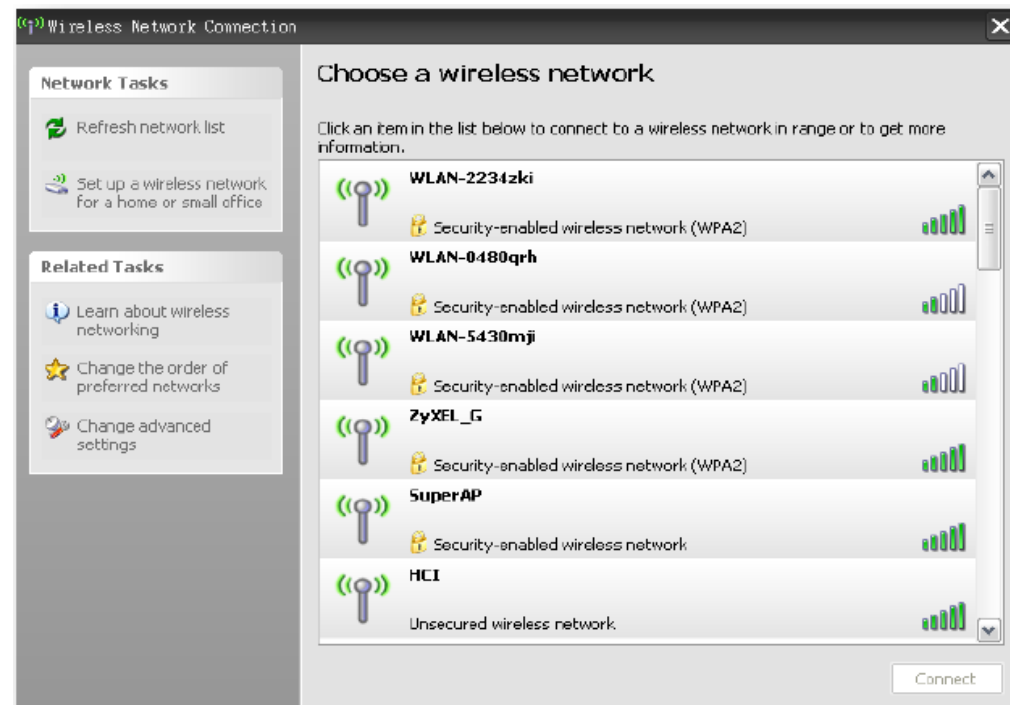 Wireless Network Connection
Network Tasks
Refresh network list
Set up a wireless network
for a home or small office
Related Tasks
Learn about wireless
networking
Change the order of
preferred networks
Change advanced
settings
Choose a wireless network
Click an item in the list below to connect to a wireless network in range or to get more
information.
WLAN-2234zki
Security-enabled wireless network (WPA2)
WLAN-0480qrh
Security-enabled wireless network (WPA2)
WLAN-5430mji
Security-enabled wireless network (WPA2)
ZyXEL_G
Security-enabled wireless network (WPA2)
SuperAP
Security-enabled wireless network
HCI
Unsecured wireless network
Connect